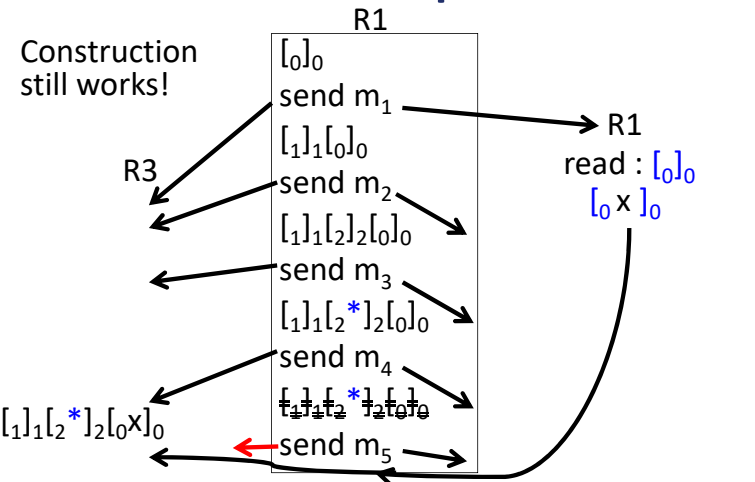 R1
Construction
still works!
[₀]₀
send m₁
[₁]₁[₀]₀
R3
send m₂
[₁]₁[₂]₂[₀]₀
send m₃
[₁]₁[₂*]₂[₀]₀
send m₄
[₁]₁[₂*]₂[₀]₀
send m₅
R1
read : [₀]₀
[₀ x ]₀
[₁]₁[₂*]₂[₀x]₀